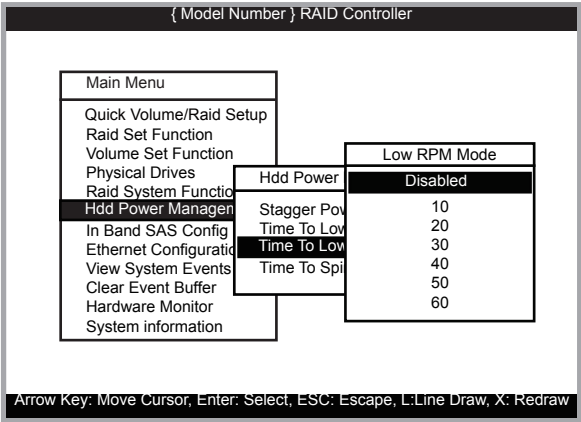 { Model Number } RAID Controller
Main Menu
Quick Volume/Raid Setup
Raid Set Function
Volume Set Function
Physical Drives
Raid System Functio
Hdd Power Managen
In Band SAS Config
Ethernet Configuratio
View System Events
Clear Event Buffer
Hardware Monitor
System information
Hdd Power
Stagger Pov
Time To Low
Time To Low
Time To Spi
Low RPM Mode
Disabled
10
20
30
40
50
60
Arrow Key: Move Cursor, Enter: Select, ESC: Escape, L:Line Draw, X: Redraw